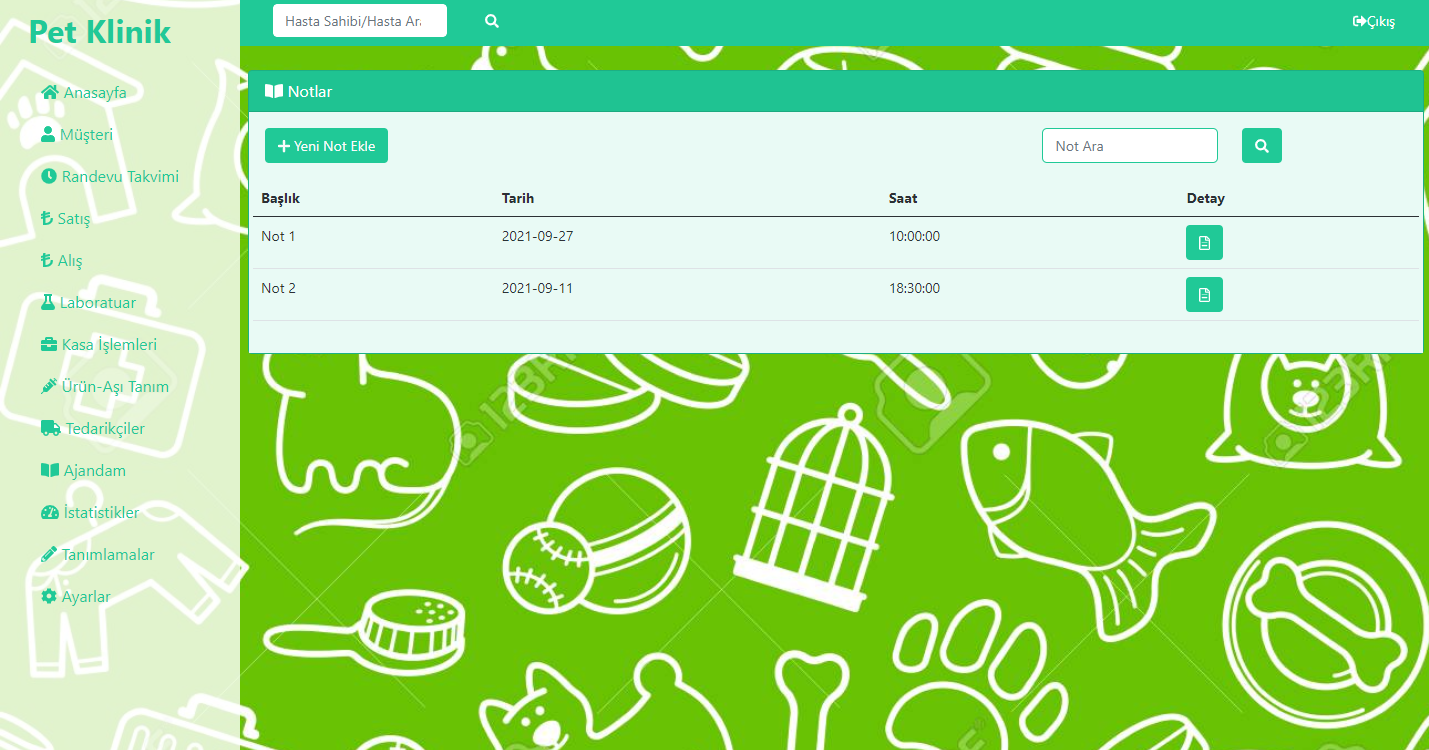 Pet Klinik
Hasta Sahibi/Hasta Ara
Çıkış
Anasayfa
Müşteri
Randevu Takvimi
Satış
Alış
Laboratuar
Kasa İşlemleri
Ürün-Aşı Tanım
Tedarikçiler
Ajandam
İstatistikler
Tanımlamalar
Ayarlar
Notlar
Yeni Not Ekle
Not Ara
Başlık Tarih Saat Detay
Not 1 2021-09-27 10:00:00
Not 2 2021-09-11 18:30:00
123RF